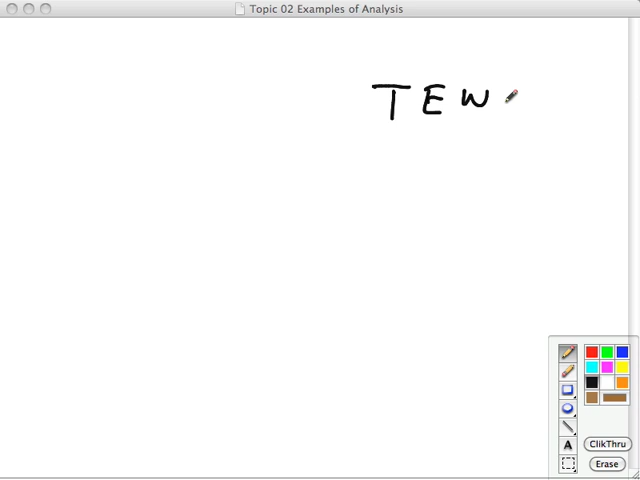 Topic 02 Examples of Analysis
TEW
A
ClikThru
Erase